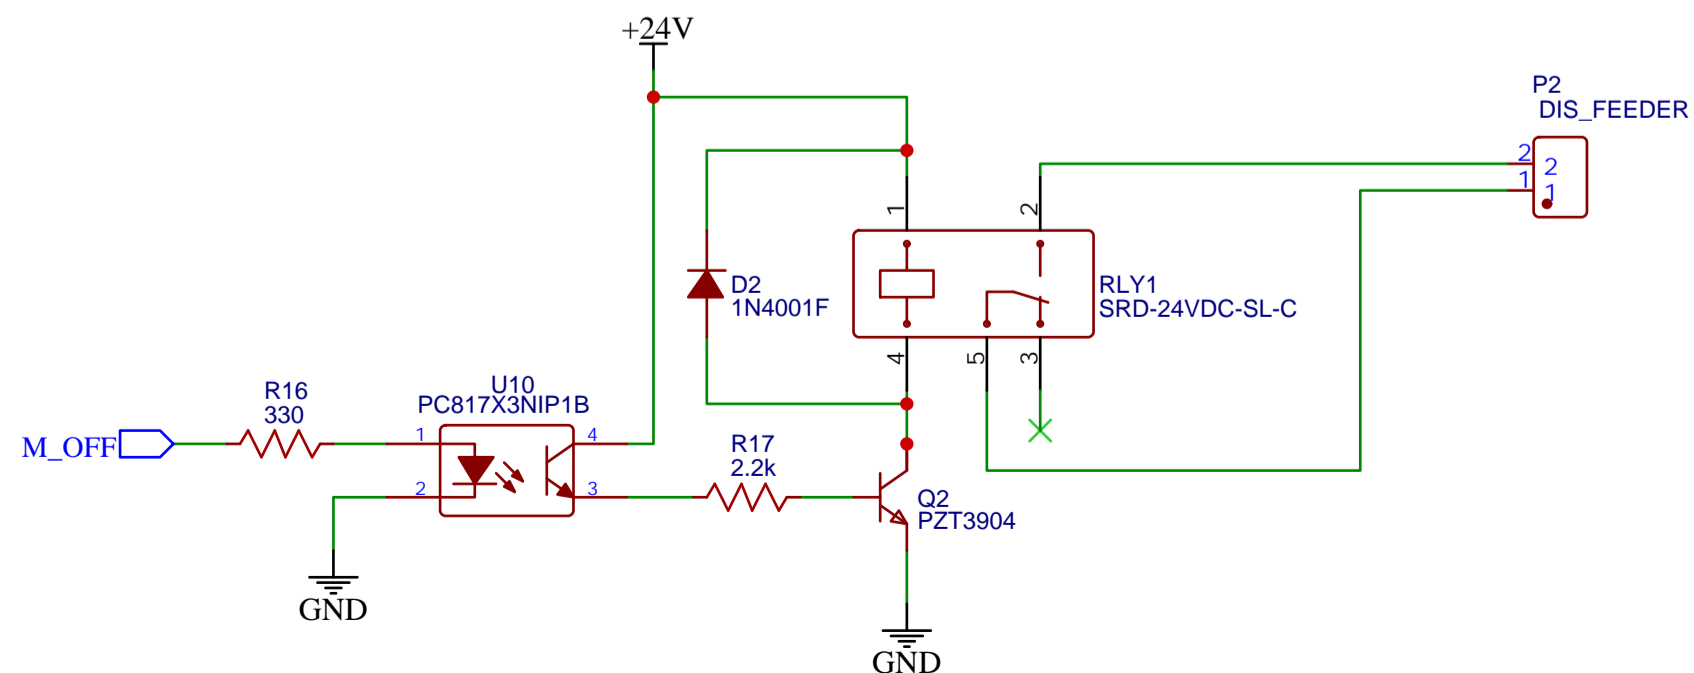 +24V
P2
DIS_FEEDER
2
2
1
1
1
2
D2
1N4001F
RLY1
SRD-24VDC-SL-C
4
5
3
R16
330
U10
PC817X3NIP1B
M_OFF
1
4
2
3
R17
2.2k
Q2
PZT3904
GND
GND